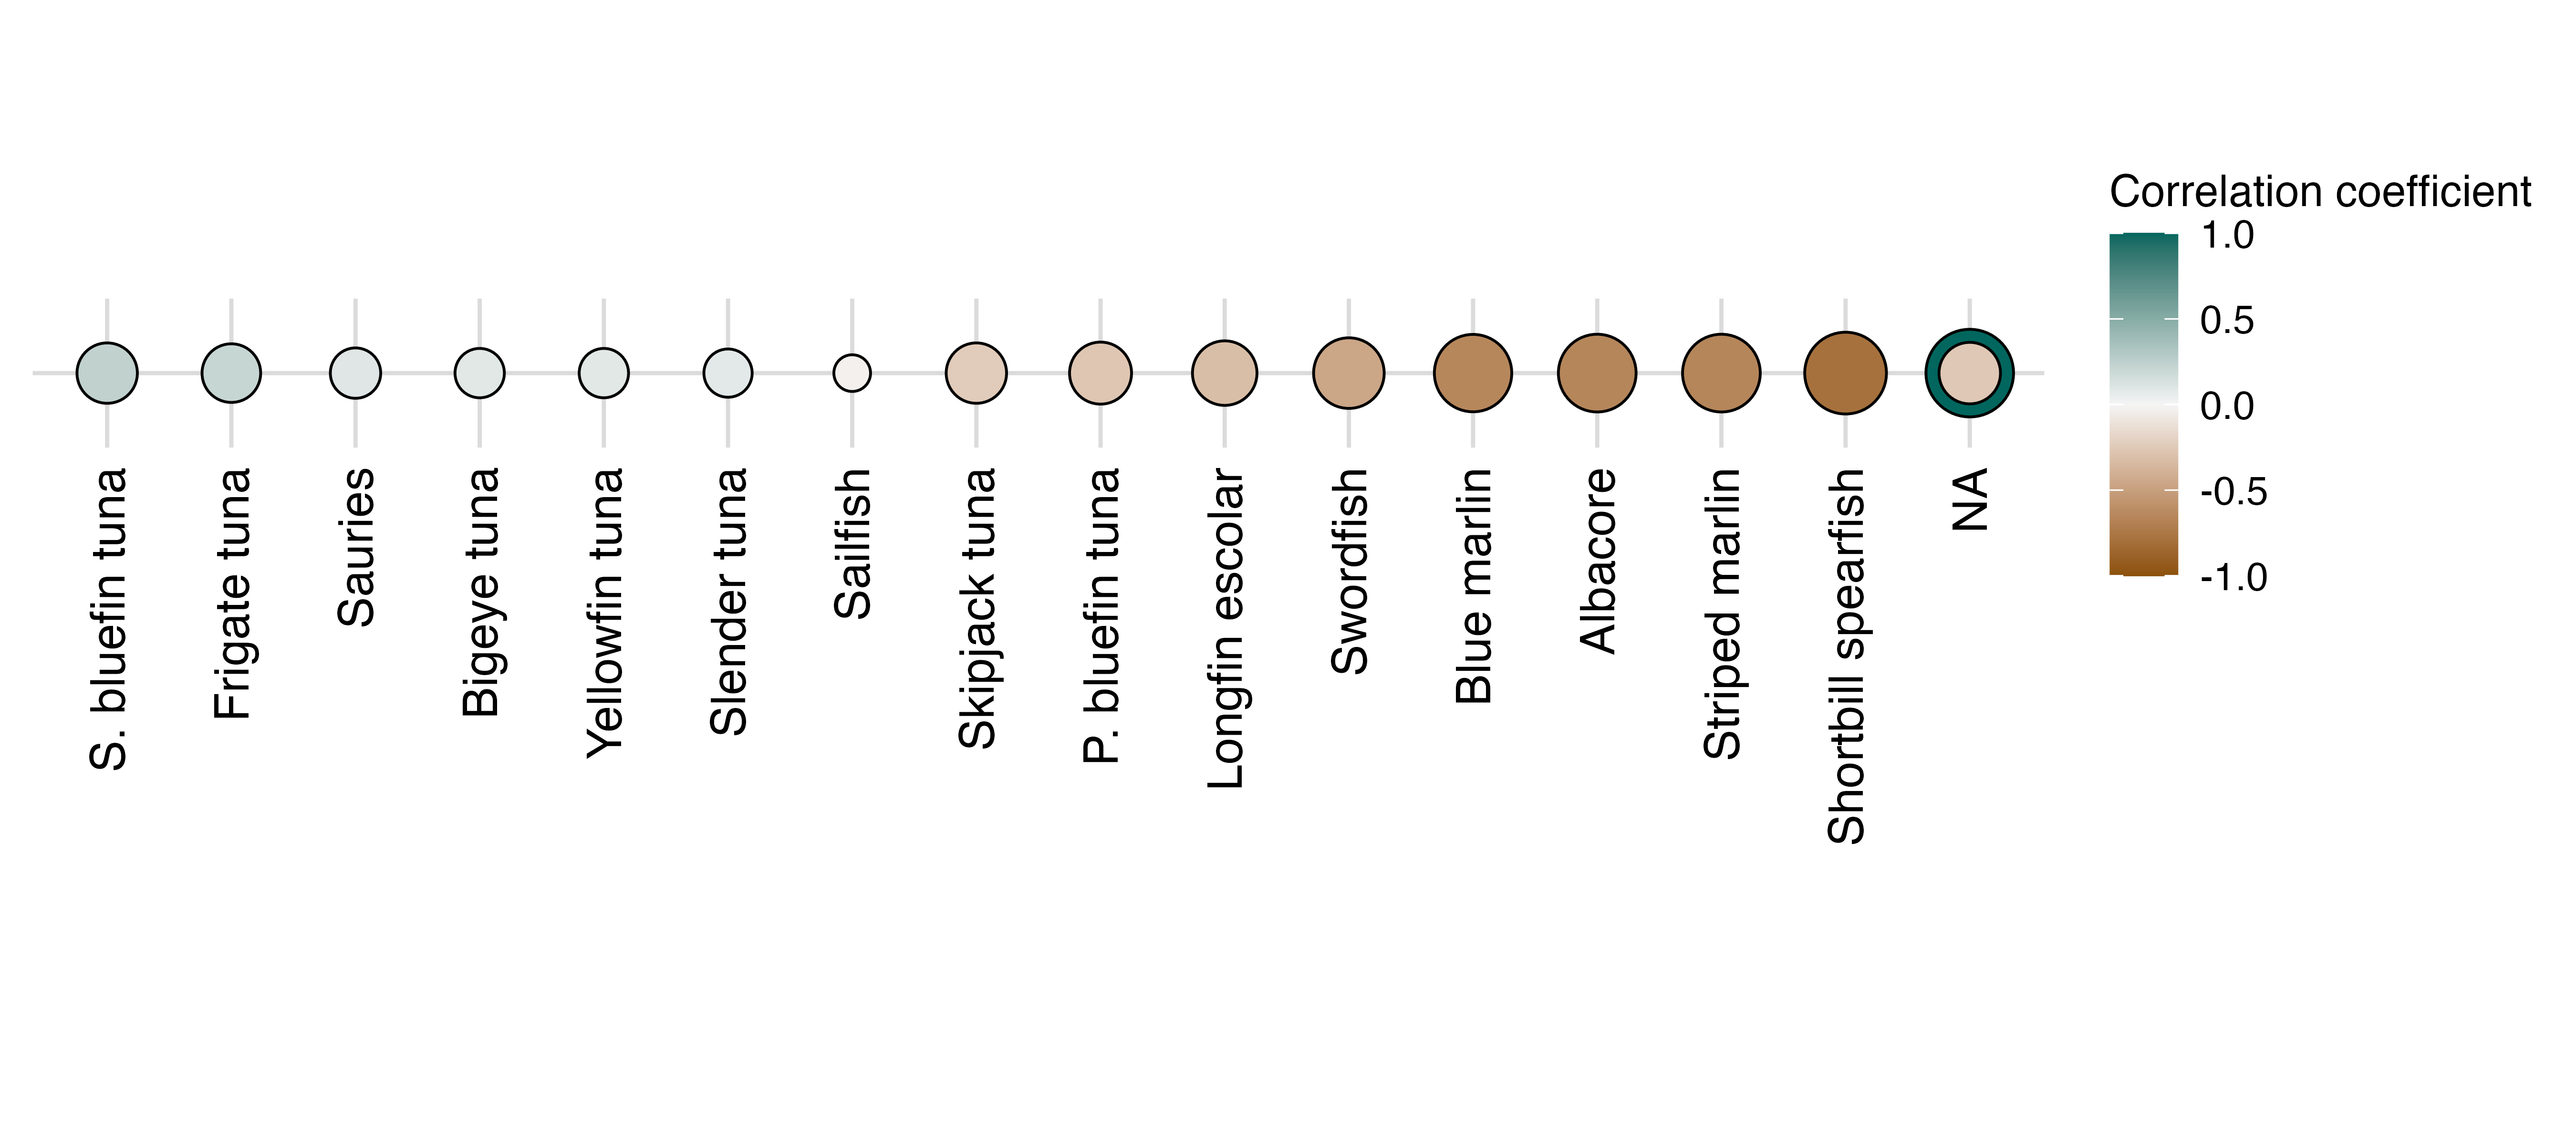 Correlation coefficient
1.0
0.5
0.0
-0.5
-1.0
S. bluefin tuna
Frigate tuna
Sauries
Bigeye tuna
Yellowfin tuna
Slender tuna
Sailfish
Skipjack tuna
P. bluefin tuna
Longfin escolar
Swordfish
Blue marlin
Albacore
Striped marlin
Shortbill spearfish
NA